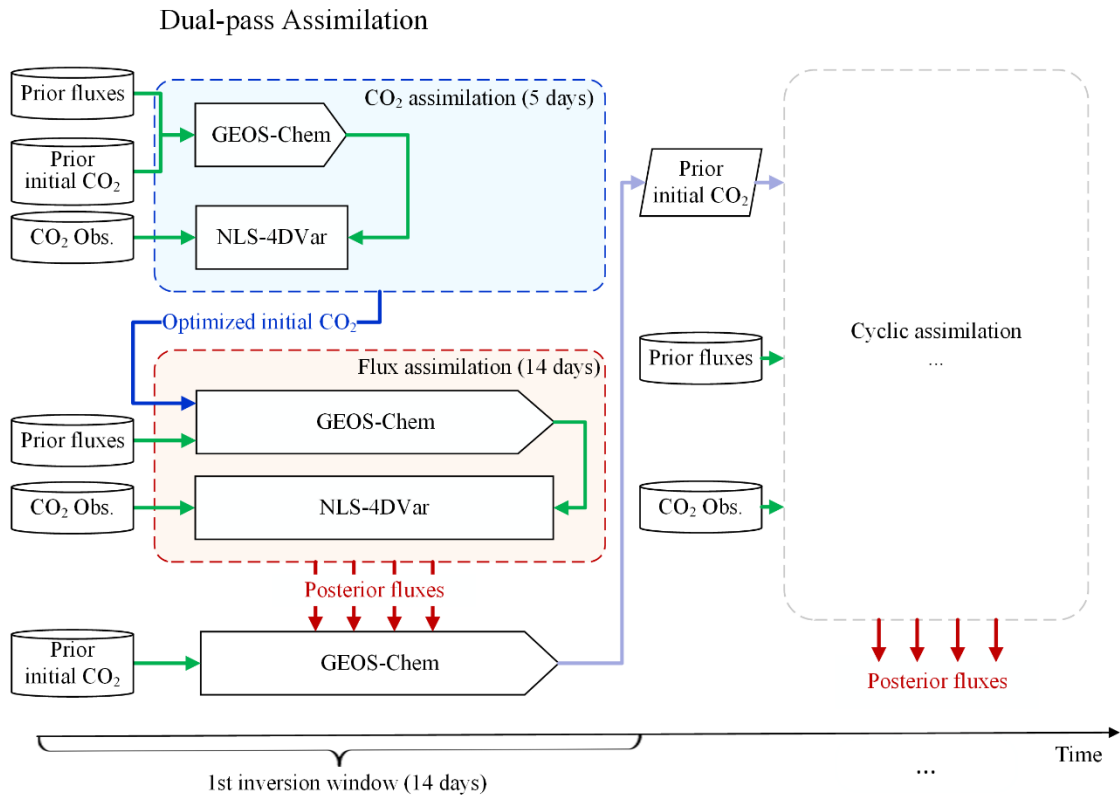 Dual-pass Assimilation
Prior fluxes
Prior
initial CO₂
CO₂ Obs.
CO₂ assimilation (5 days)
GEOS-Chem
NLS-4DVar
Optimized initial CO₂
Flux assimilation (14 days)
GEOS-Chem
Prior fluxes
CO₂ Obs.
NLS-4DVar
Posterior fluxes
Prior
initial CO₂
GEOS-Chem
Prior
initial CO₂
Prior fluxes
CO₂ Obs.
Cyclic assimilation
...
Posterior fluxes
Time
1st inversion window (14 days)
...